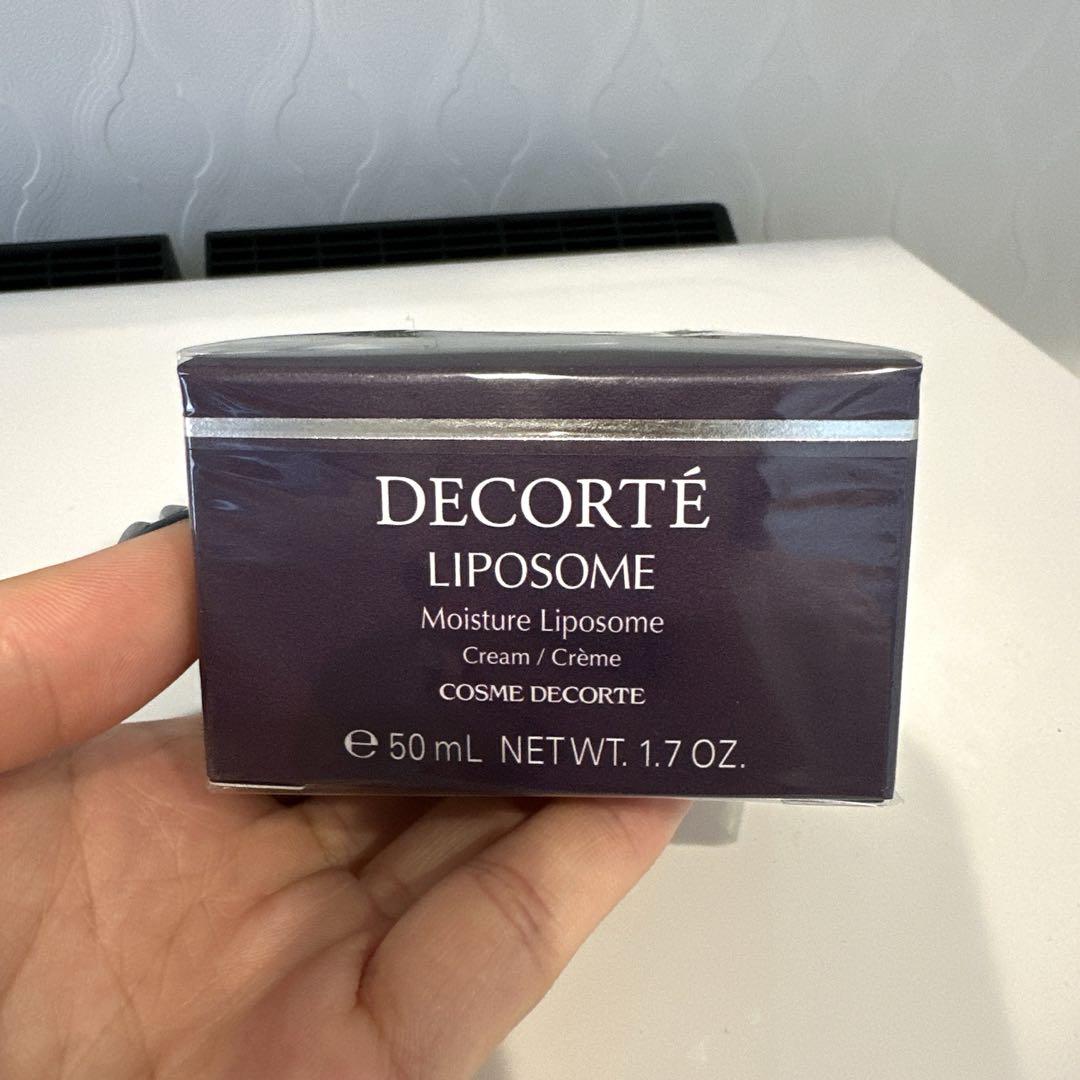 DECORTÉ
LIPOSOME
Moisture Liposome
Cream / Crème
COSME DECORTE
℮ 50 mL NET WT. 1.7 OZ.